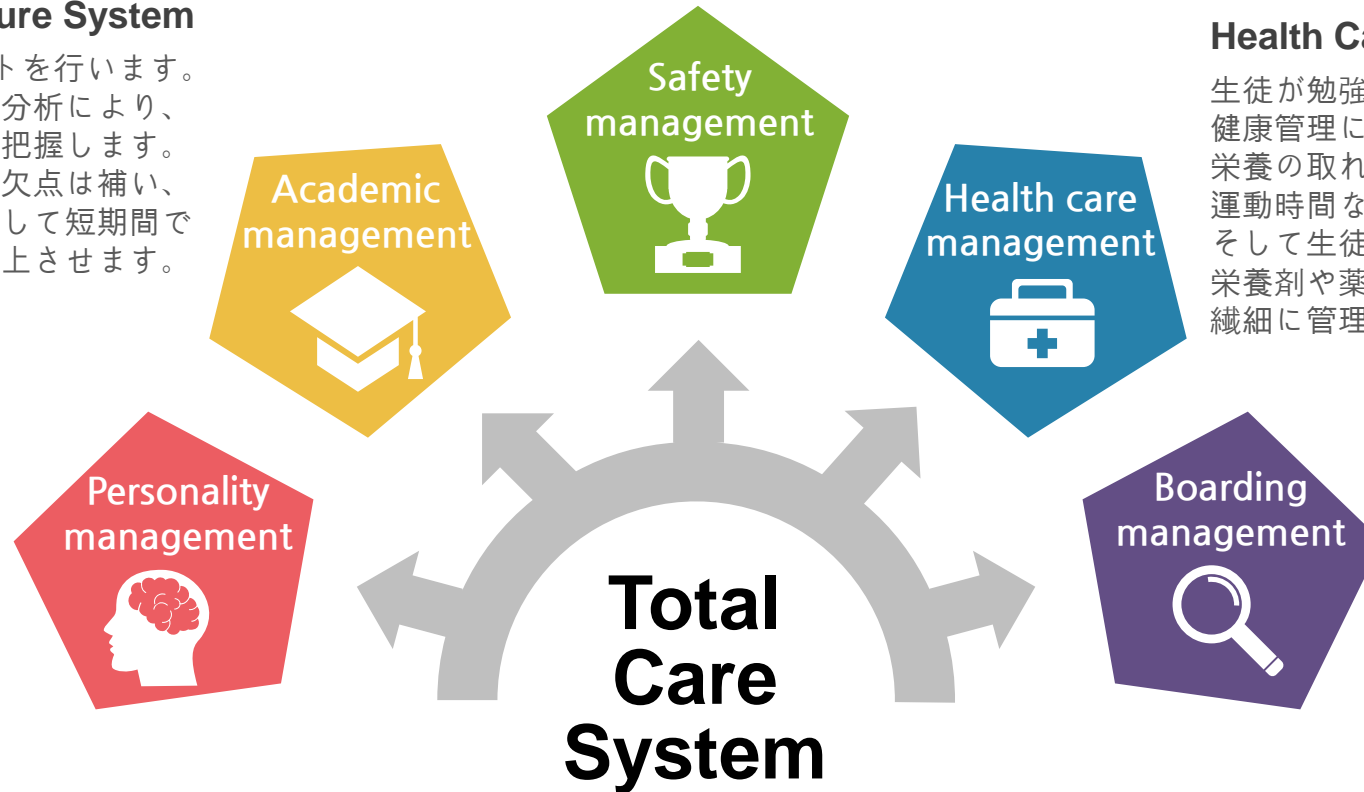 ure System
トを行います。
分析により、
把握します。
欠点は補い、
して短期間で
上させます。
Safety
management
Health Ca
生徒が勉強
健康管理に
栄養の取れ
運動時間な
そして生徒
栄養剤や薬
繊細に管理
Academic
management
Health care
management
Personality
management
Boarding
management
Total
Care
System